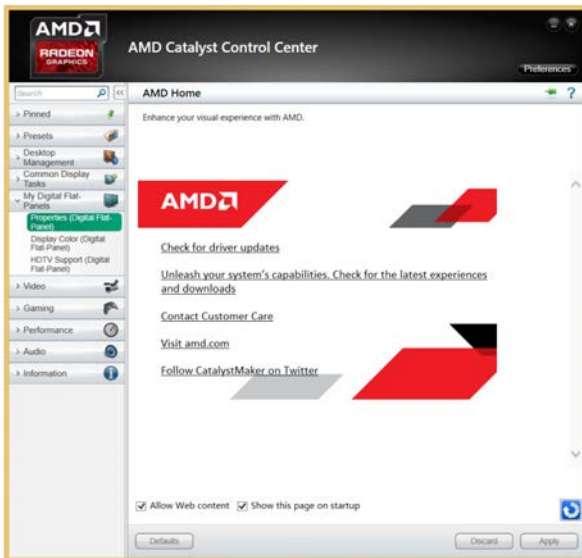 AMD
RADEON
GRAPHICS
AMD Catalyst Control Center
Preferences
Search
AMD Home
Pinned
Enhance your visual experience with AMD.
Presets
Desktop
Management
Common Display
Tasks
My Digital Flat-
Panels
AMD
Properties (Digital Flat-
Panel)
Display Color (Digital
Flat-Panel)
HDTV Support (Digital
Flat-Panel)
Video
Gaming
Performance
Audio
Information
Check for driver updates
Unleash your system's capabilities. Check for the latest experiences
and downloads
Contact Customer Care
Visit amd.com
Follow CatalystMaker on Twitter
Allow Web content
Show this page on startup
Defaults
Discard
Apply